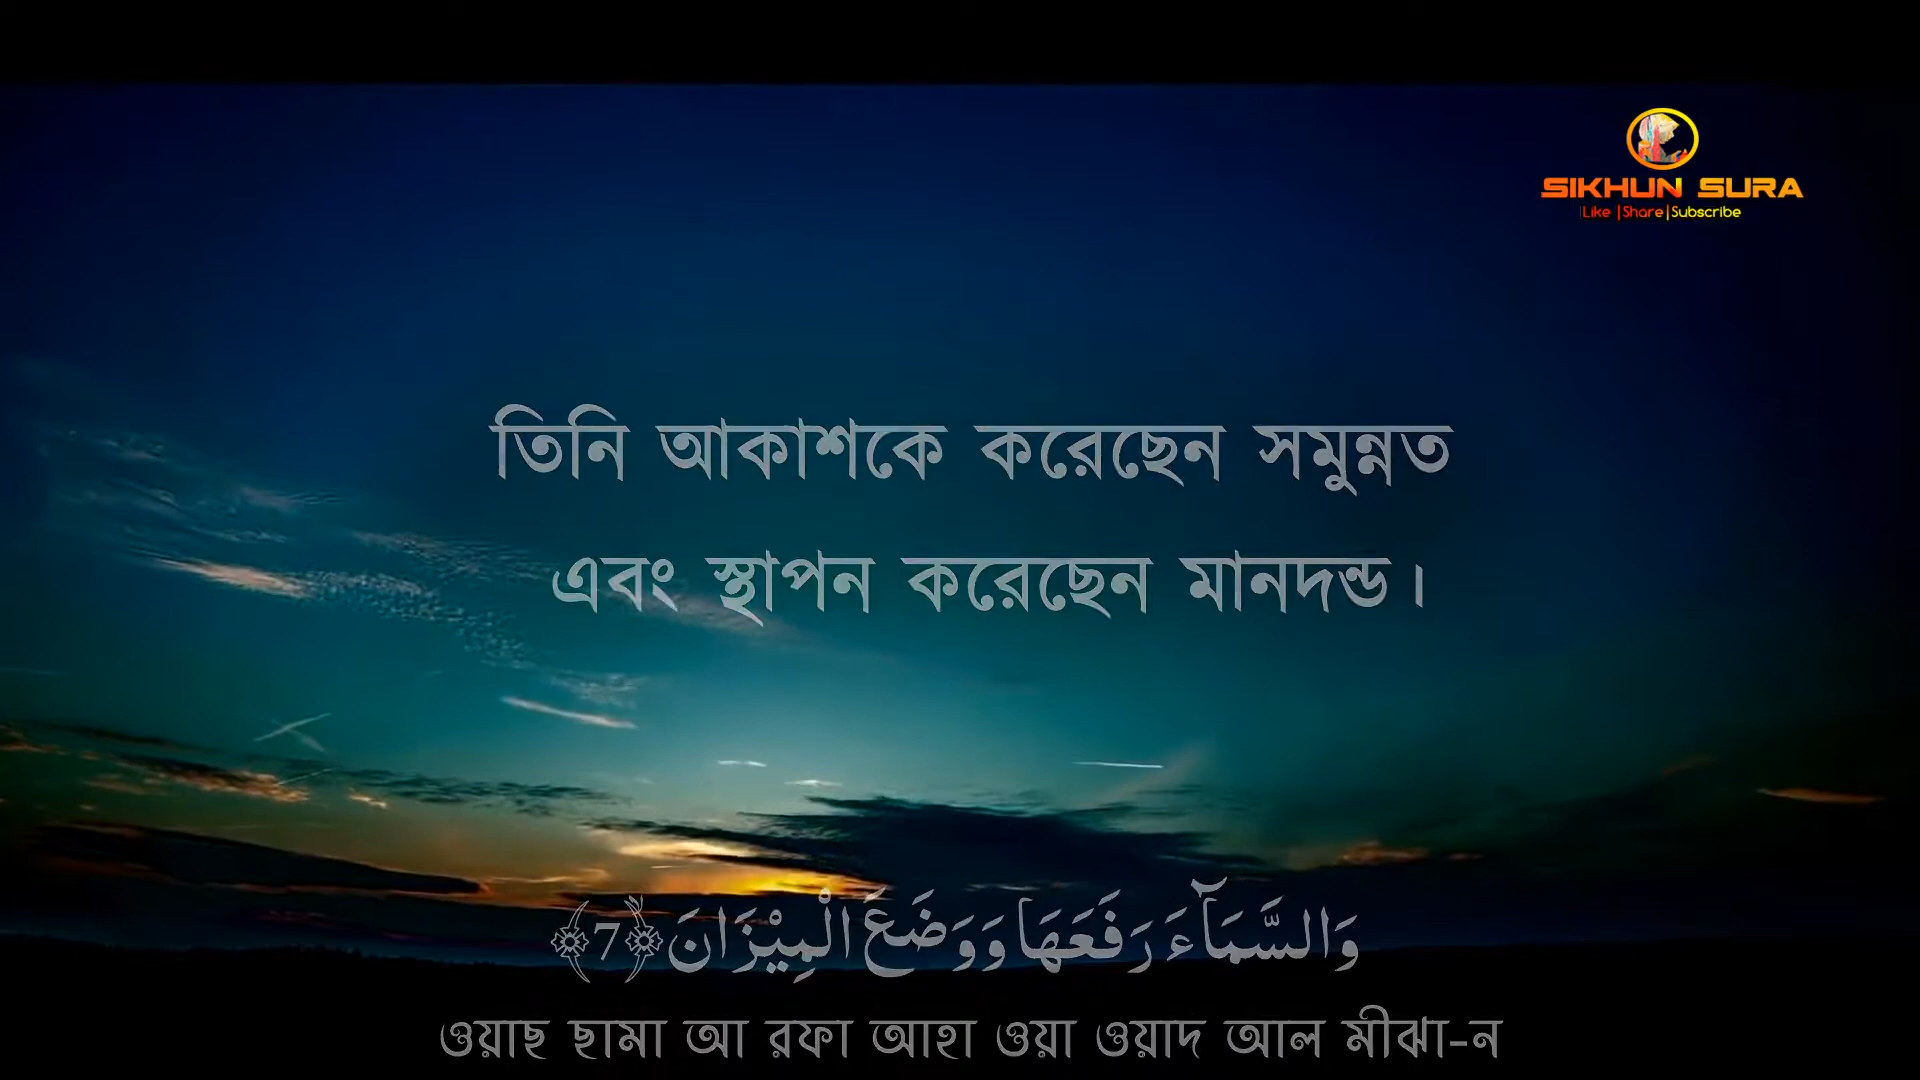 SIKHUN SURA
Like |Share|Subscribe
তিনি আকাশকে করেছেন সমুন্নত
এবং স্থাপন করেছেন মানদন্ড।
وَالسَّمَآءَ رَفَعَهَا وَوَضَعَ الْمِيْزَانَ ﴿7﴾
ওয়াছ ছামা আ রফা আহা ওয়া ওয়াদ আল মীঝা-ন